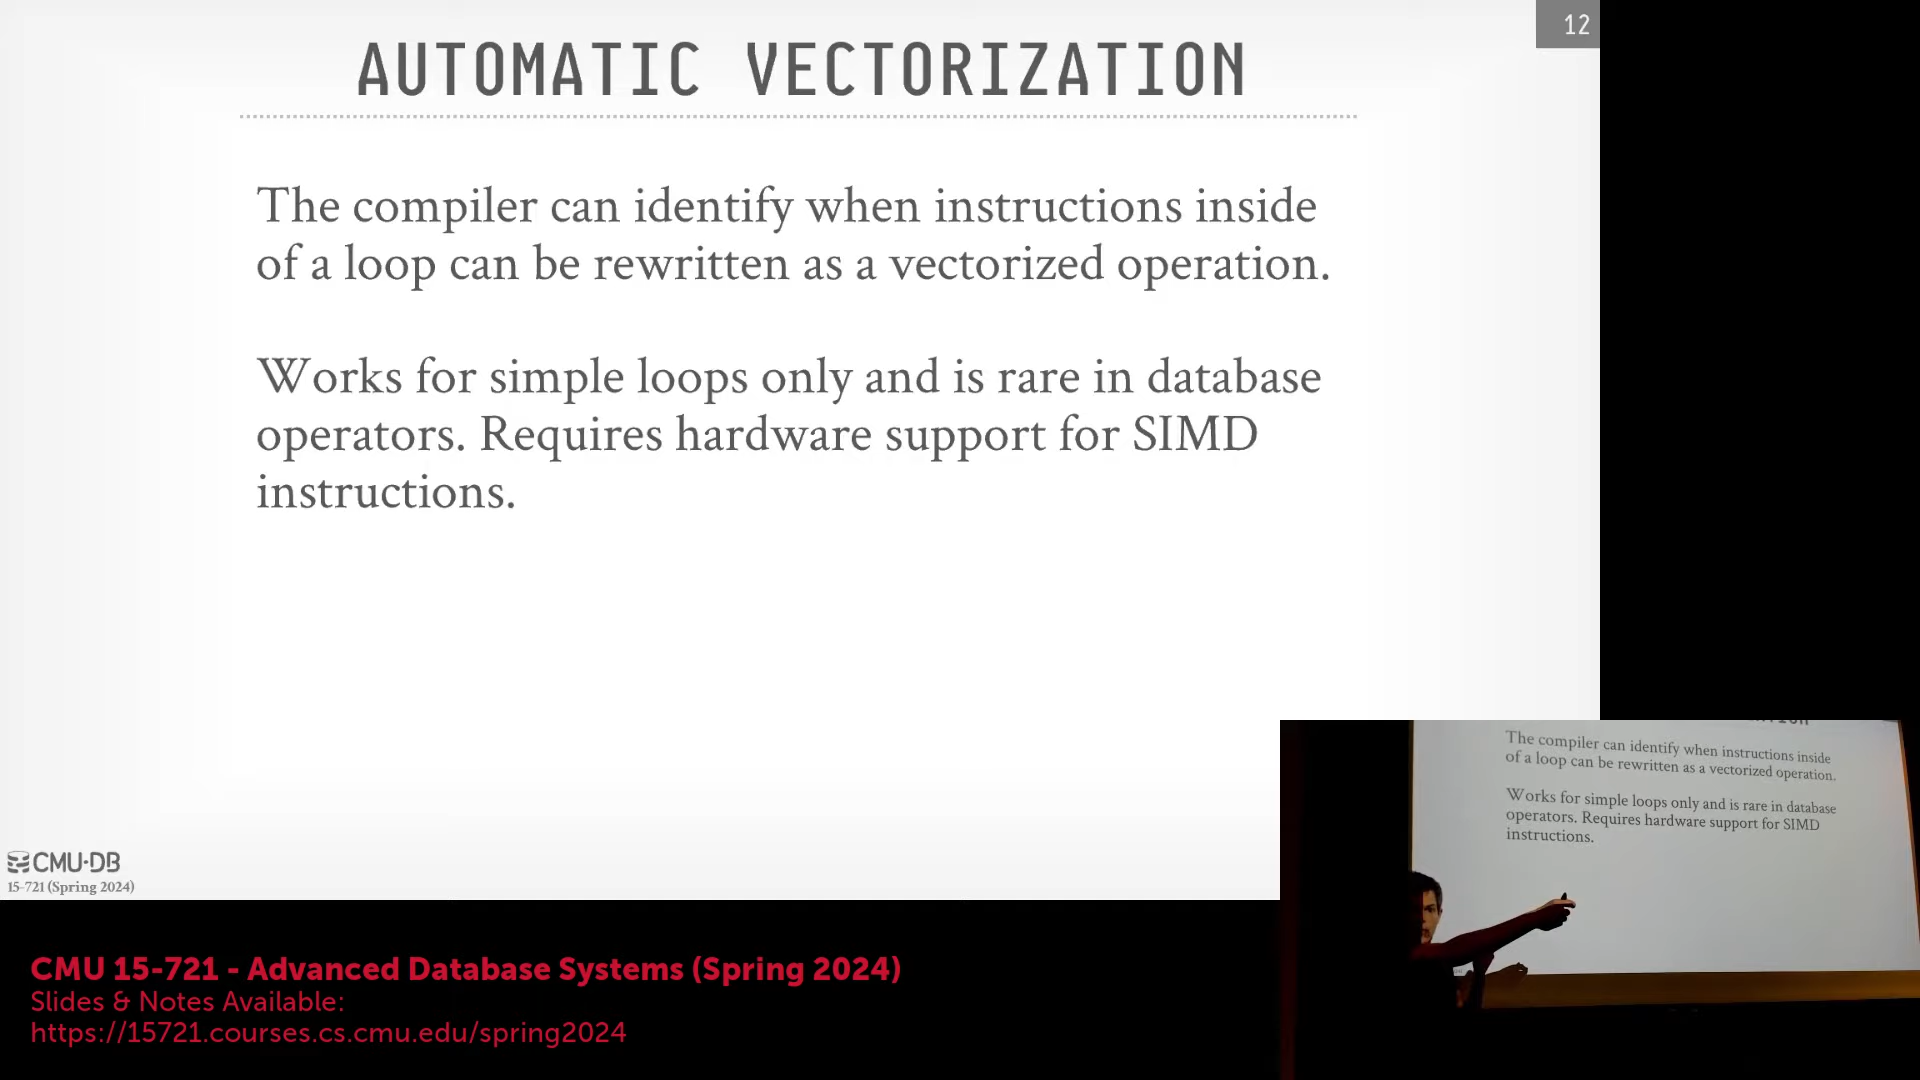 12
AUTOMATIC VECTORIZATION
The compiler can identify when instructions inside
of a loop can be rewritten as a vectorized operation.
Works for simple loops only and is rare in database
operators. Requires hardware support for SIMD
instructions.
CMU·DB
15-721 (Spring 2024)
The compiler can identify when instructions inside
of a loop can be rewritten as a vectorized operation.
Works for simple loops only and is rare in database
operators. Requires hardware support for SIMD
instructions.
CMU 15-721 - Advanced Database Systems (Spring 2024)
Slides & Notes Available:
https://15721.courses.cs.cmu.edu/spring2024